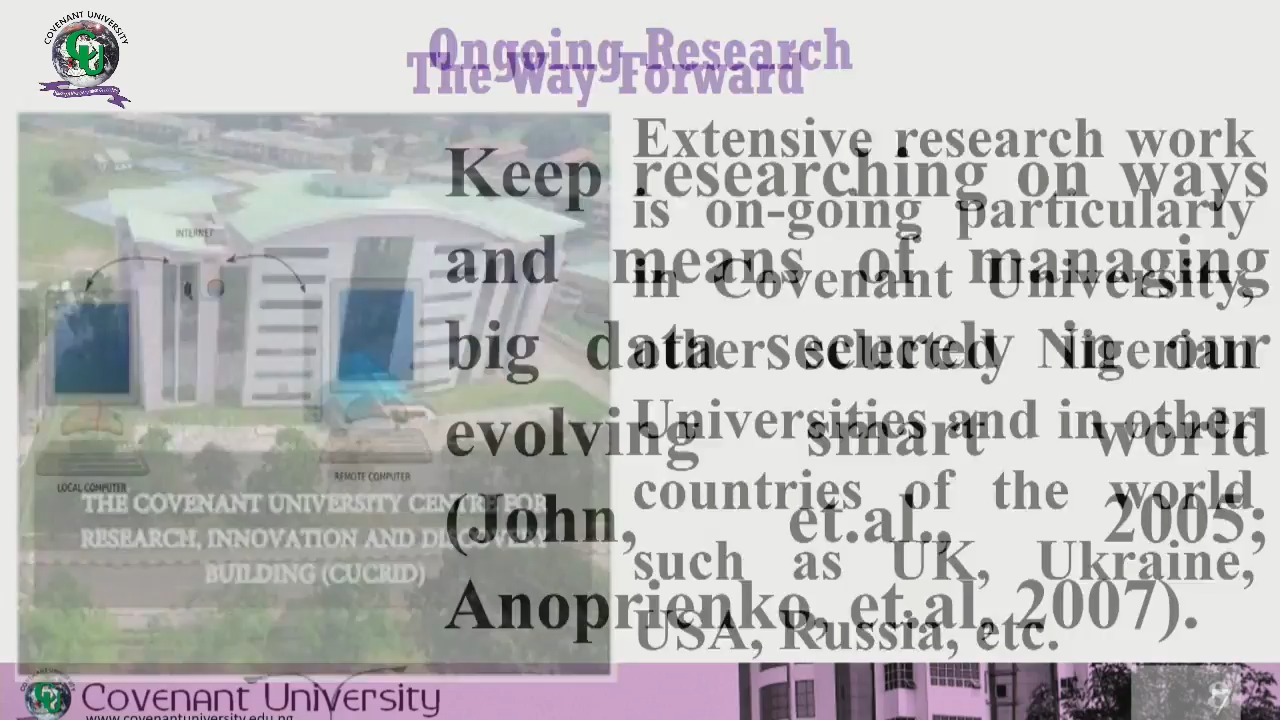 COVENANT UNIVERSITY
CU
Ongoing Research
The Way Forward
Extensive research work
is on-going particularly
in Covenant University,
other selected Nigerian
Universities and in other
countries of the world
such as UK, Ukraine,
USA, Russia, etc.
Keep researching on ways
and means of managing
big data securely in our
evolving smart world
(John, et.al., 2005;
Anoprienko, et.al, 2007).
INTERNET
LOCAL COMPUTER
REMOTE COMPUTER
THE COVENANT UNIVERSITY CENTRE FOR
RESEARCH, INNOVATION AND DISCOVERY
BUILDING (CUCRID)
Covenant University
www.covenantuniversity.edu.ng